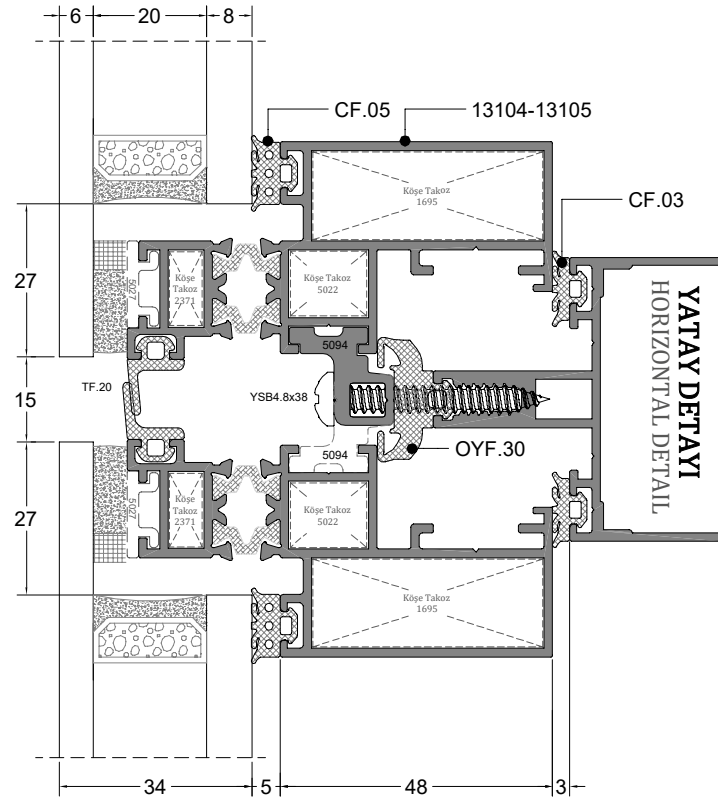 6
20
8
CF.05
13104-13105
Köşe Takoz
1695
CF.03
27
5027
Köşe
Takoz
2371
Köşe Takoz
5022
YATAY DETAYI
HORIZONTAL DETAIL
5094
15
TF.20
YSB4.8x38
OYF.30
5094
27
5027
Köşe
Takoz
2371
Köşe Takoz
5022
Köşe Takoz
1695
34
5
48
3